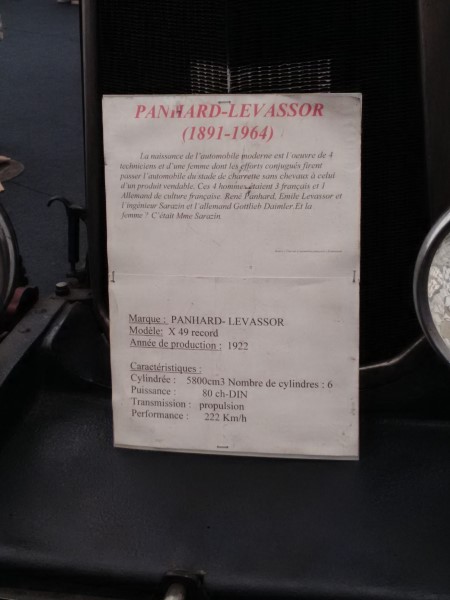 PANHARD-LEVASSOR
(1891-1964)
La naissance de l'automobile moderne est l'oeuvre de 4
techniciens et d'une femme dont les efforts conjugués firent
passer l'automobile du stade de charrette sans chevaux à celui
d'un produit vendable. Ces 4 hommes étaient 3 français et 1
Allemand de culture française. René Panhard, Emile Levassor et
l'ingénieur Sarazin et l'allemand Gottlieb Daimler Et la
femme ? C'était Mme Sarazin.
Marque : PANHARD- LEVASSOR
Modèle: X 49 record
Année de production : 1922
Caractéristiques :
Cylindrée : 5800cm3 Nombre de cylindres : 6
Puissance : 80 ch-DIN
Transmission : propulsion
Performance : 222 Km/h